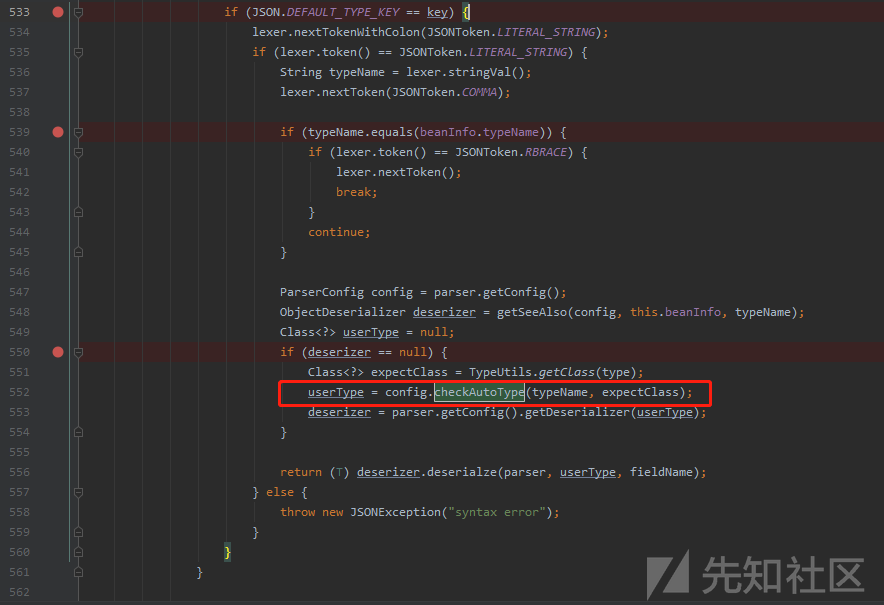 533 if (JSON.DEFAULT_TYPE_KEY == key) {
534 lexer.nextTokenWithColon(JSONToken.LITERAL_STRING);
535 if (lexer.token() == JSONToken.LITERAL_STRING) {
536 String typeName = lexer.stringVal();
537 lexer.nextToken(JSONToken.COMMA);
538
539 if (typeName.equals(beanInfo.typeName)) {
540 if (lexer.token() == JSONToken.RBRACE) {
541 lexer.nextToken();
542 break;
543 }
544 continue;
545 }
546
547 ParserConfig config = parser.getConfig();
548 ObjectDeserializer deserizer = getSeeAlso(config, this.beanInfo, typeName);
549 Class<?> userType = null;
550 if (deserizer == null) {
551 Class<?> expectClass = TypeUtils.getClass(type);
552 userType = config.checkAutoType(typeName, expectClass);
553 deserizer = parser.getConfig().getDeserializer(userType);
554 }
555
556 return (T) deserizer.deserialze(parser, userType, fieldName);
557 } else {
558 throw new JSONException("syntax error");
559 }
560 }
561 }
562
先知社区